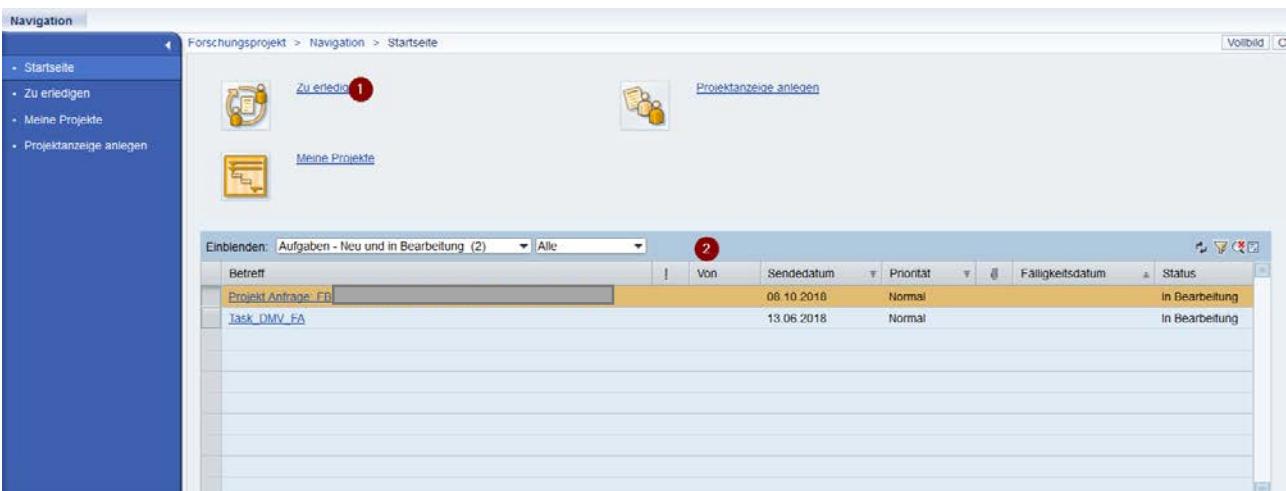 Navigation
Forschungsprojekt > Navigation > Startseite
Vollbild
Startseite
Zu erledigen
Meine Projekte
Projektanzeige anlegen
Zu erledig 1
Projektanzeige anlegen
Meine Projekte
Einblenden: Aufgaben - Neu und in Bearbeitung (2) Alle 2
Betreff ! Von Sendedatum Priorität Fälligkeitsdatum Status
Projekt Anfrage: FB 08.10.2018 Normal In Bearbeitung
Task_DMV_FA 13.06.2018 Normal In Bearbeitung